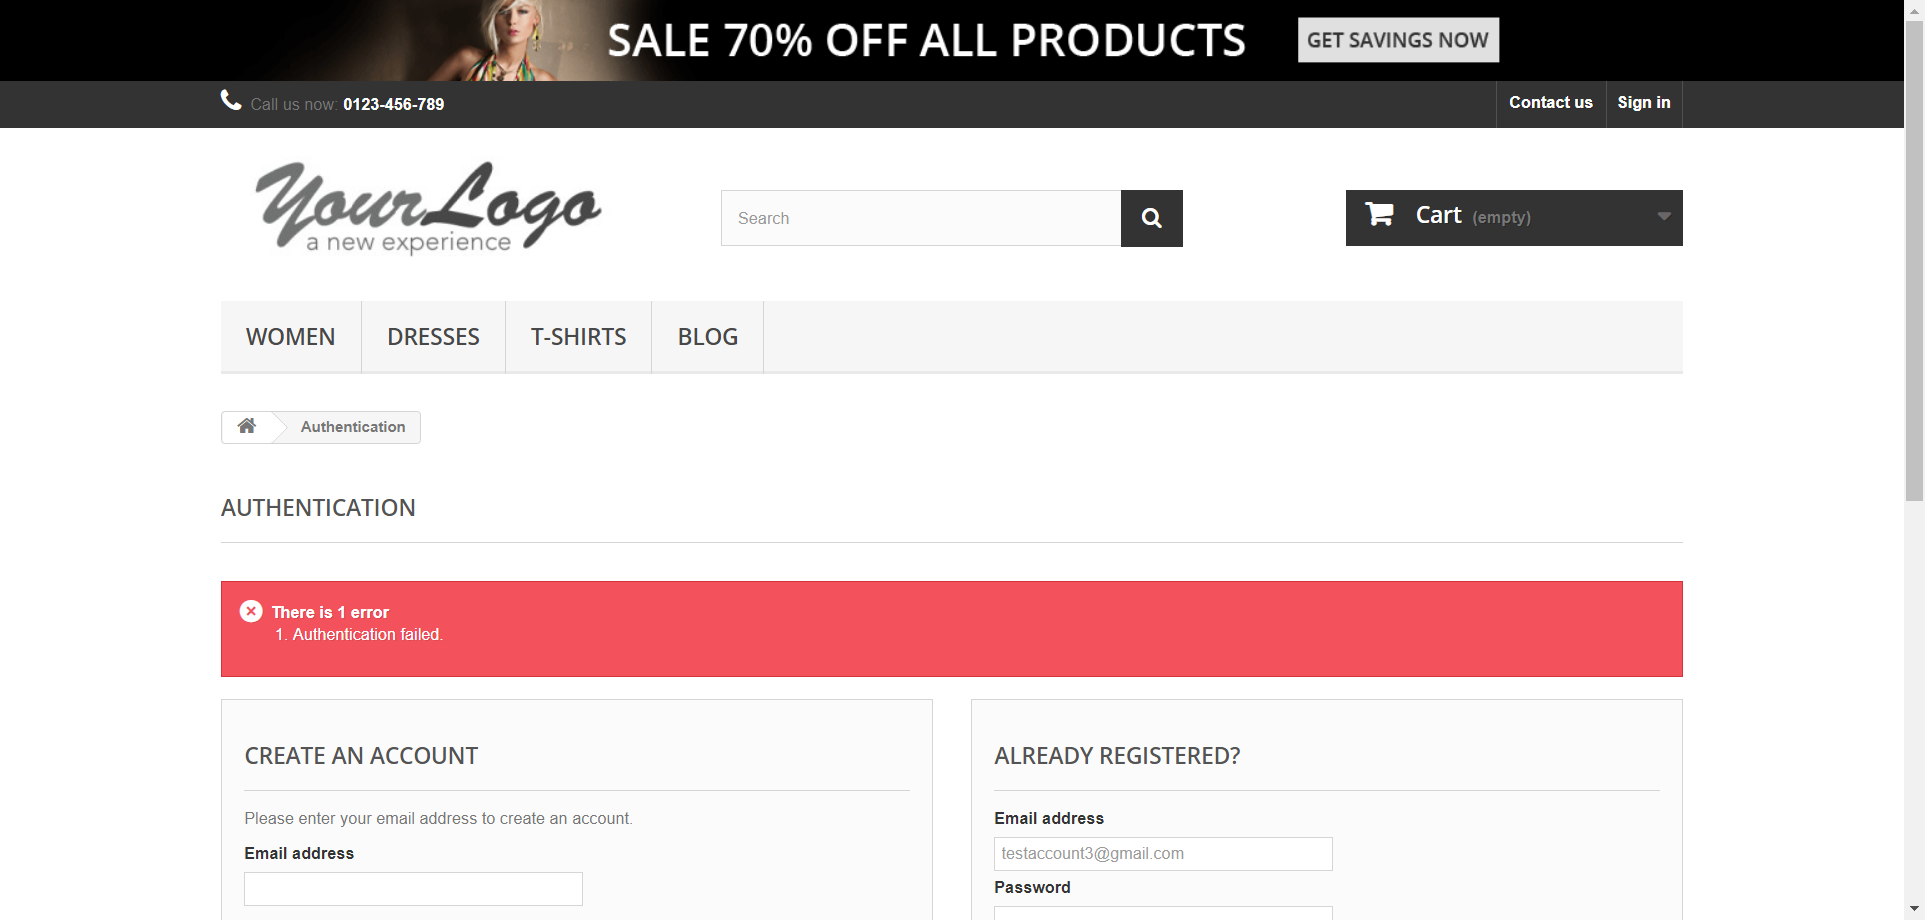 SALE 70% OFF ALL PRODUCTS
GET SAVINGS NOW
Call us now: 0123-456-789
Contact us
Sign in
YourLogo
a new experience
Search
Cart (empty)
WOMEN
DRESSES
T-SHIRTS
BLOG
Authentication
AUTHENTICATION
There is 1 error
1. Authentication failed.
CREATE AN ACCOUNT
Please enter your email address to create an account.
Email address
ALREADY REGISTERED?
Email address
testaccount3@gmail.com
Password